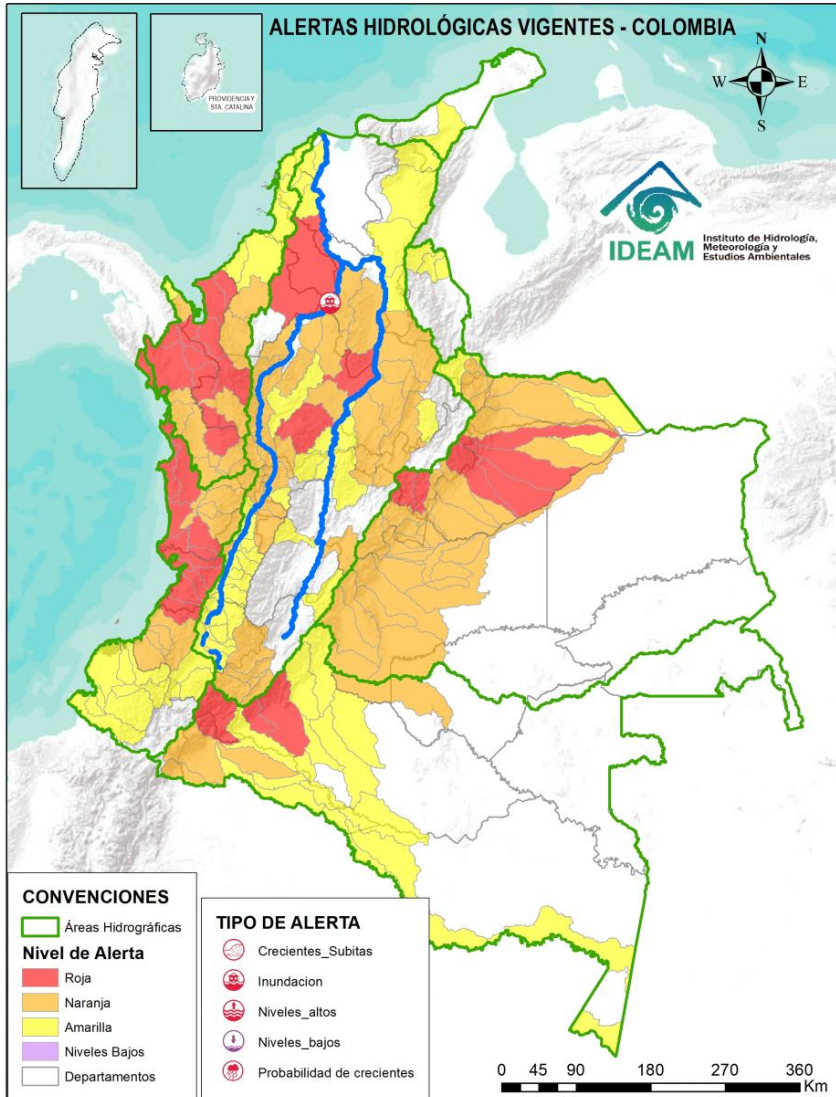 ALERTAS HIDROLÓGICAS VIGENTES - COLOMBIA
PROVIDENCIA Y
STA. CATALINA
N
W
E
S
IDEAM
Instituto de Hidrología,
Meteorología y
Estudios Ambientales
CONVENCIONES
Áreas Hidrográficas
Nivel de Alerta
Roja
Naranja
Amarilla
Niveles Bajos
Departamentos
TIPO DE ALERTA
Crecientes_Subitas
Inundacion
Niveles_altos
Niveles_bajos
Probabilidad de crecientes
0 45 90 180 270 360
Km